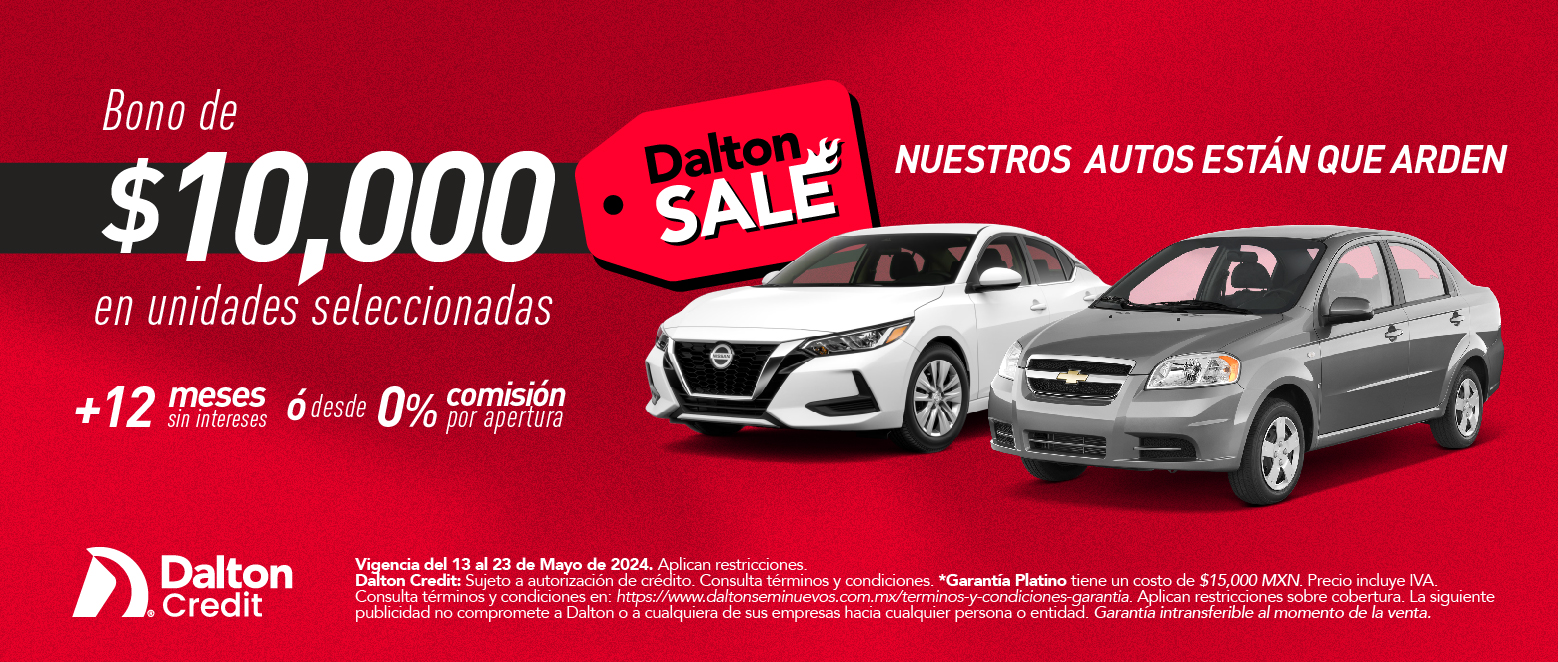 Bono de
$10,000
en unidades seleccionadas
+12 meses sin intereses ó desde 0% comisión por apertura
Dalton
SALE
NUESTROS AUTOS ESTÁN QUE ARDEN
NISSAN
Dalton
Credit
Vigencia del 13 al 23 de Mayo de 2024. Aplican restricciones.
Dalton Credit: Sujeto a autorización de crédito. Consulta términos y condiciones. *Garantía Platino tiene un costo de $15,000 MXN. Precio incluye IVA.
Consulta términos y condiciones en: https://www.daltonseminuevos.com.mx/terminos-y-condiciones-garantia. Aplican restricciones sobre cobertura. La siguiente
publicidad no compromete a Dalton o a cualquiera de sus empresas hacia cualquier persona o entidad. Garantía intransferible al momento de la venta.